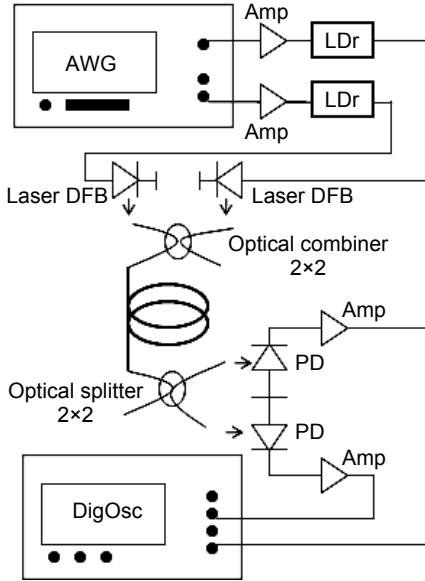 Amp
LDr
AWG
LDr
Amp
Laser DFB
Laser DFB
Optical combiner
2×2
Amp
PD
Optical splitter
2×2
PD
Amp
DigOsc